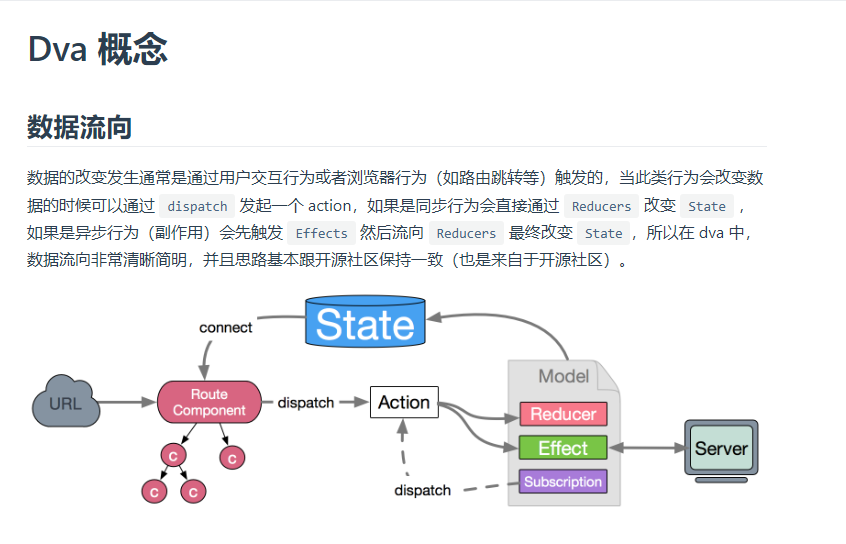 Dva 概念
数据流向
数据的改变发生通常是通过用户交互行为或者浏览器行为（如路由跳转等）触发的，当此类行为会改变数
据的时候可以通过 dispatch 发起一个 action，如果是同步行为会直接通过 Reducers 改变 State ，
如果是异步行为（副作用）会先触发 Effects 然后流向 Reducers 最终改变 State，所以在 dva 中，
数据流向非常清晰简明，并且思路基本跟开源社区保持一致（也是来自于开源社区）。
State
connect
Model
URL
Route
Component
dispatch
Action
Reducer
Effect
Server
Subscription
dispatch
C
C
C
C